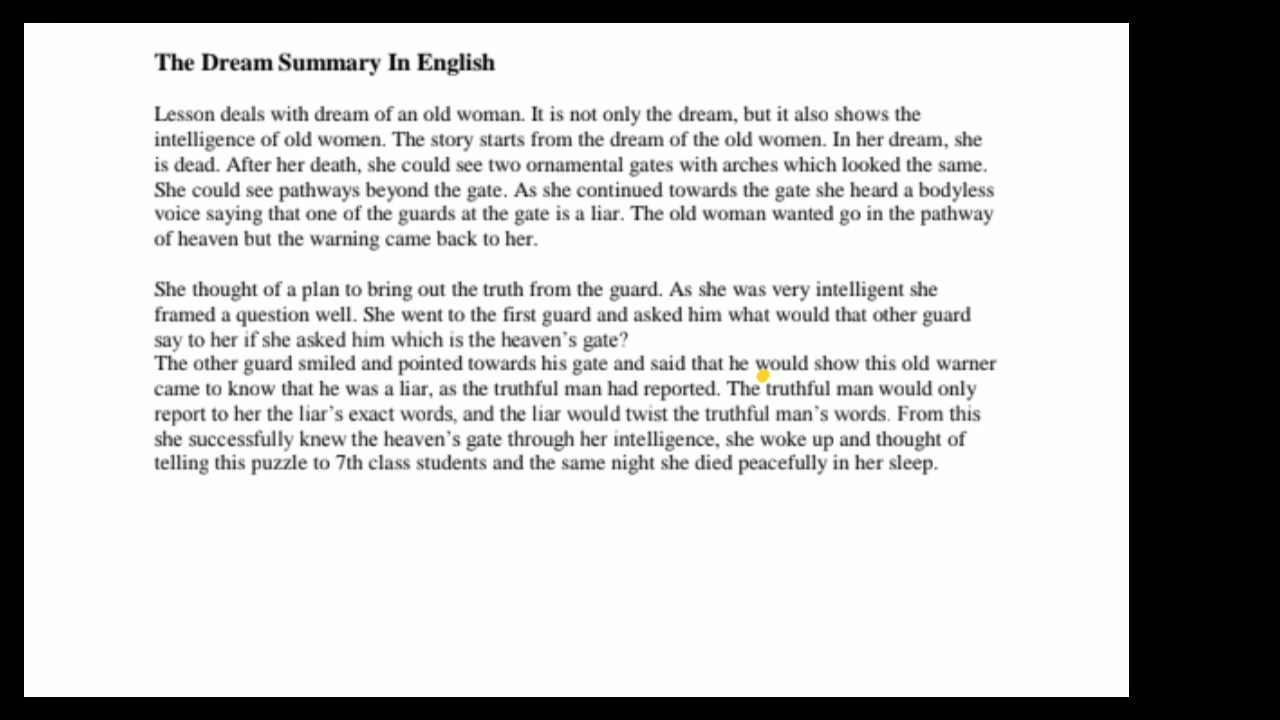 The Dream Summary In English
Lesson deals with dream of an old woman. It is not only the dream, but it also shows the
intelligence of old women. The story starts from the dream of the old women. In her dream, she
is dead. After her death, she could see two ornamental gates with arches which looked the same.
She could see pathways beyond the gate. As she continued towards the gate she heard a bodyless
voice saying that one of the guards at the gate is a liar. The old woman wanted go in the pathway
of heaven but the warning came back to her.
She thought of a plan to bring out the truth from the guard. As she was very intelligent she
framed a question well. She went to the first guard and asked him what would that other guard
say to her if she asked him which is the heaven’s gate?
The other guard smiled and pointed towards his gate and said that he would show this old warner
came to know that he was a liar, as the truthful man had reported. The truthful man would only
report to her the liar’s exact words, and the liar would twist the truthful man’s words. From this
she successfully knew the heaven’s gate through her intelligence, she woke up and thought of
telling this puzzle to 7th class students and the same night she died peacefully in her sleep.